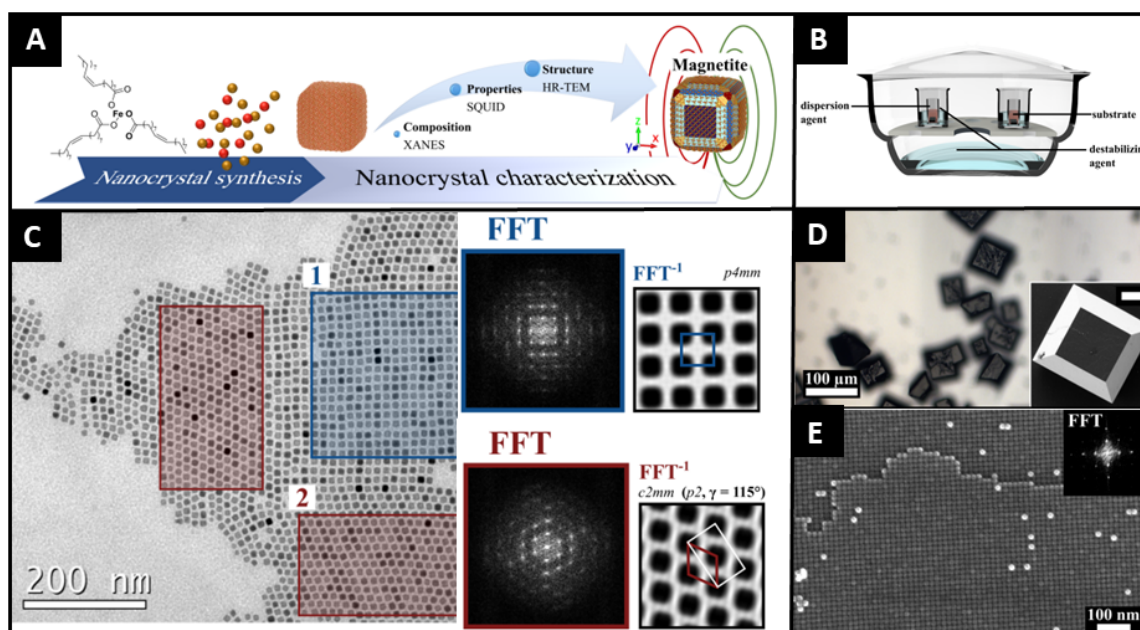 A
Structure
HR-TEM
Properties
SQUID
Composition
XANES
Magnetite
z
x
y
Fe
O
O
O
O
Nanocrystal synthesis
Nanocrystal characterization
B
dispersion
agent
substrate
destabilizing
agent
C
1
2
200 nm
FFT
FFT-1
p4mm
FFT
FFT-1
c2mm (p2, γ = 115°)
D
100 µm
E
FFT
100 nm